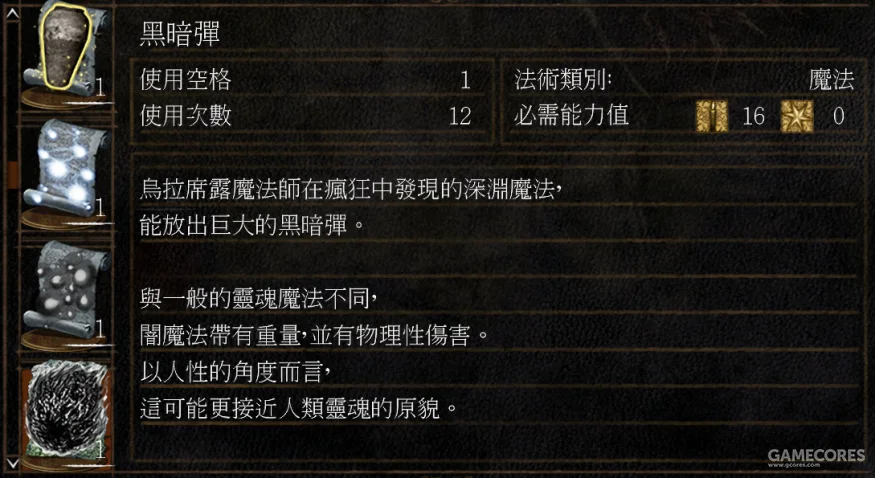 黑暗彈
使用空格 1
法術類別: 魔法
使用次數 12
必需能力值 16 0
烏拉席露魔法師在瘋狂中發現的深淵魔法，
能放出巨大的黑暗彈。
與一般的靈魂魔法不同，
闇魔法帶有重量，並有物理性傷害。
以人性的角度而言，
這可能更接近人類靈魂的原貌。
1
1
1
1
GAMECORES
www.gcores.com